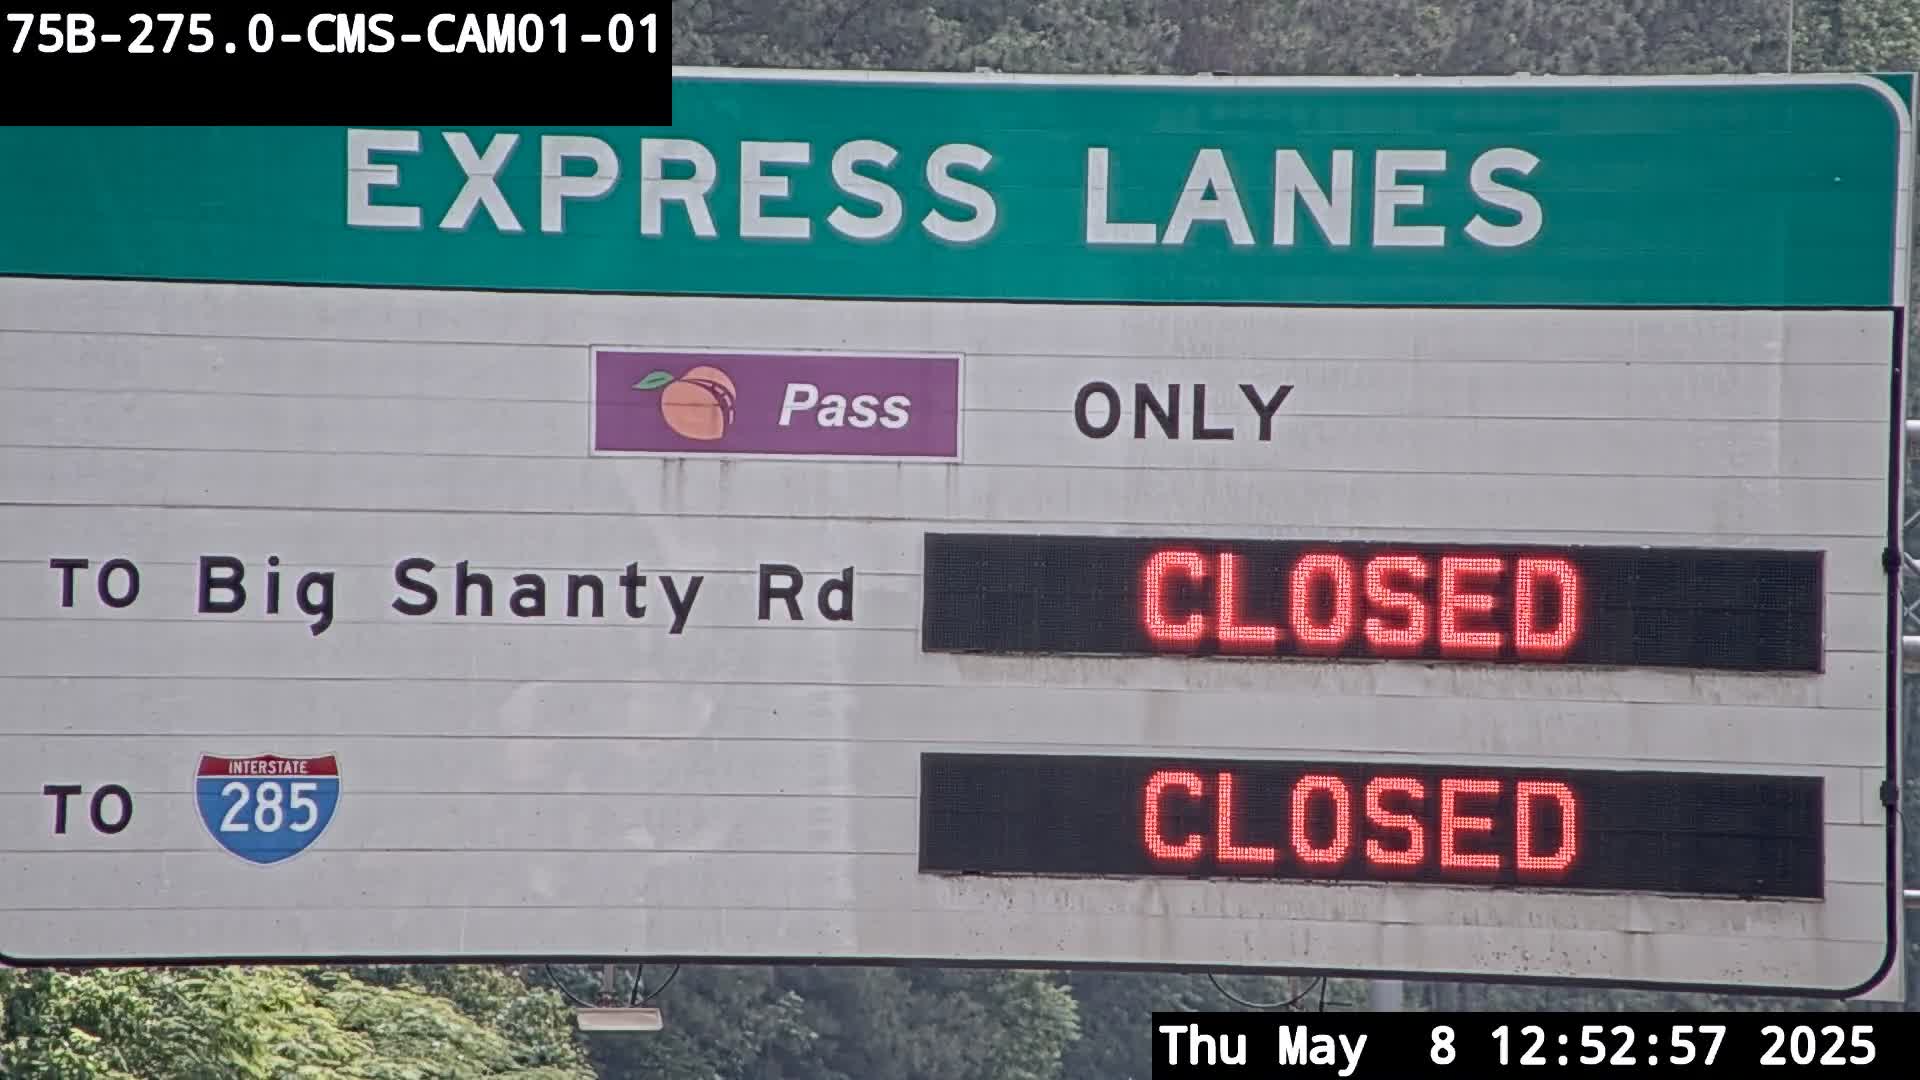 75B-275.0-CMS-CAM01-01
EXPRESS LANES
Pass ONLY
TO Big Shanty Rd CLOSED
TO INTERSTATE 285 CLOSED
Thu May 8 12:52:57 2025